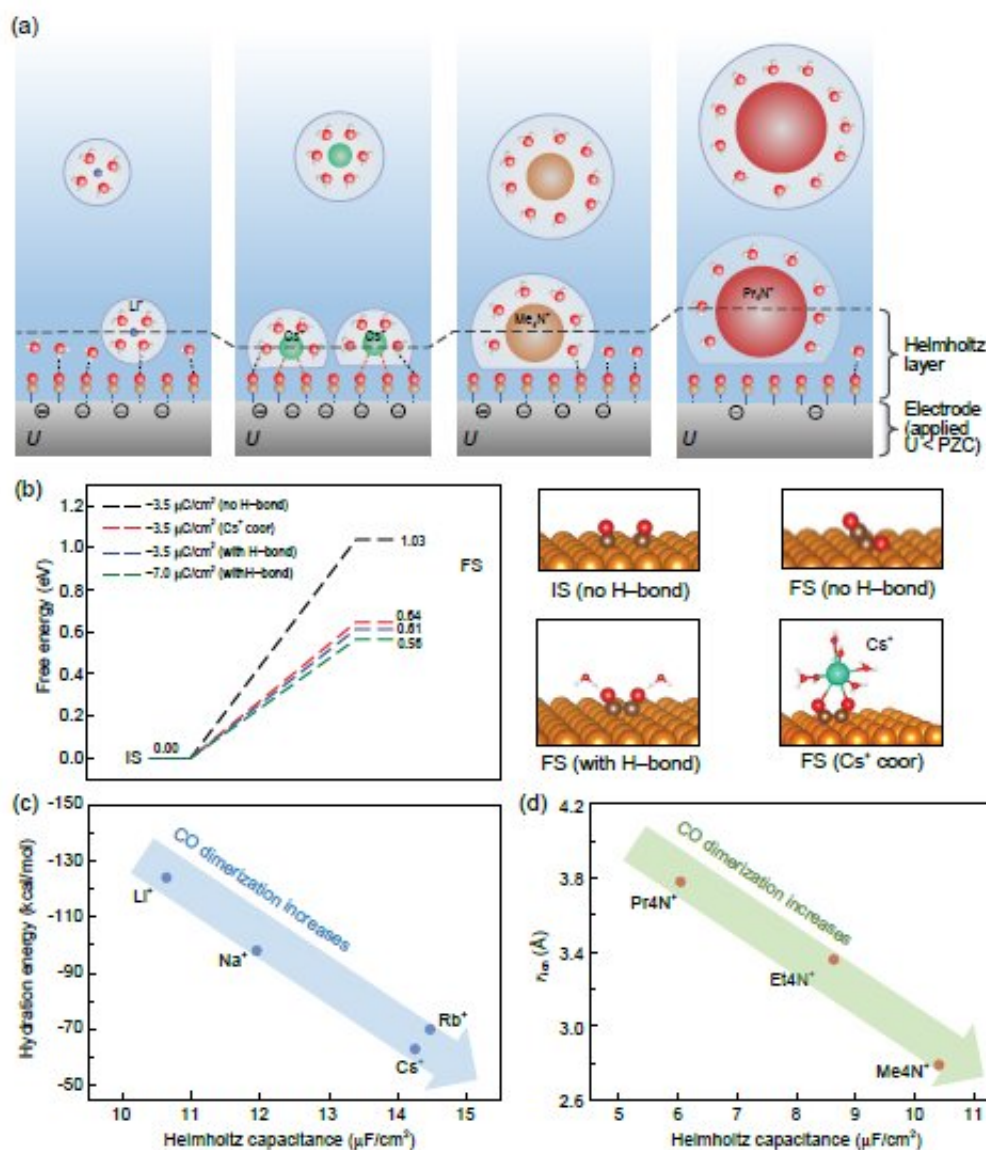 (a)
Li⁺
Cs⁺
Cs⁺
Me₄N⁺
Pr₄N⁺
Helmholtz
layer
Electrode
(applied
U < PZC)
U
U
U
U
(b)
−3.5 μC/cm² (no H−bond)
−3.5 μC/cm² (Cs⁺ coor)
−3.5 μC/cm² (with H−bond)
−7.0 μC/cm² (with H−bond)
1.2
1.0
0.8
0.6
0.4
0.2
0.0
Free energy (eV)
IS
0.00
1.03
FS
0.64
0.61
0.56
IS (no H−bond)
FS (no H−bond)
FS (with H−bond)
Cs⁺
FS (Cs⁺ coor)
(c)
-150
-130
-110
-90
-70
-50
Hydration energy (kcal/mol)
CO dimerization increases
Li⁺
Na⁺
Rb⁺
Cs⁺
10 11 12 13 14 15
Helmholtz capacitance (μF/cm²)
(d)
4.2
3.8
3.4
3.0
2.6
r_ion (Å)
CO dimerization increases
Pr4N⁺
Et4N⁺
Me4N⁺
5 6 7 8 9 10 11
Helmholtz capacitance (μF/cm²)